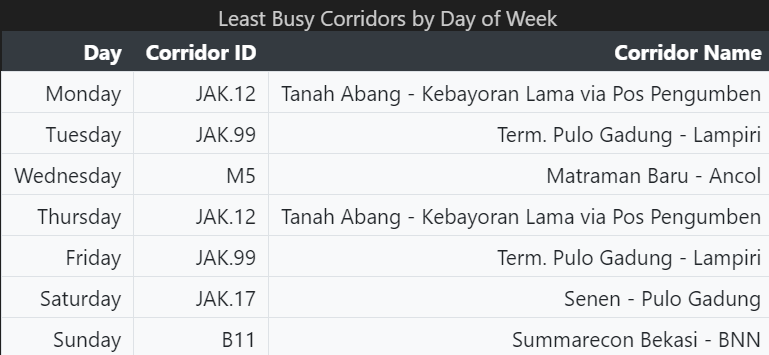 Least Busy Corridors by Day of Week
Day Corridor ID Corridor Name
Monday JAK.12 Tanah Abang - Kebayoran Lama via Pos Pengumben
Tuesday JAK.99 Term. Pulo Gadung - Lampiri
Wednesday M5 Matraman Baru - Ancol
Thursday JAK.12 Tanah Abang - Kebayoran Lama via Pos Pengumben
Friday JAK.99 Term. Pulo Gadung - Lampiri
Saturday JAK.17 Senen - Pulo Gadung
Sunday B11 Summarecon Bekasi - BNN